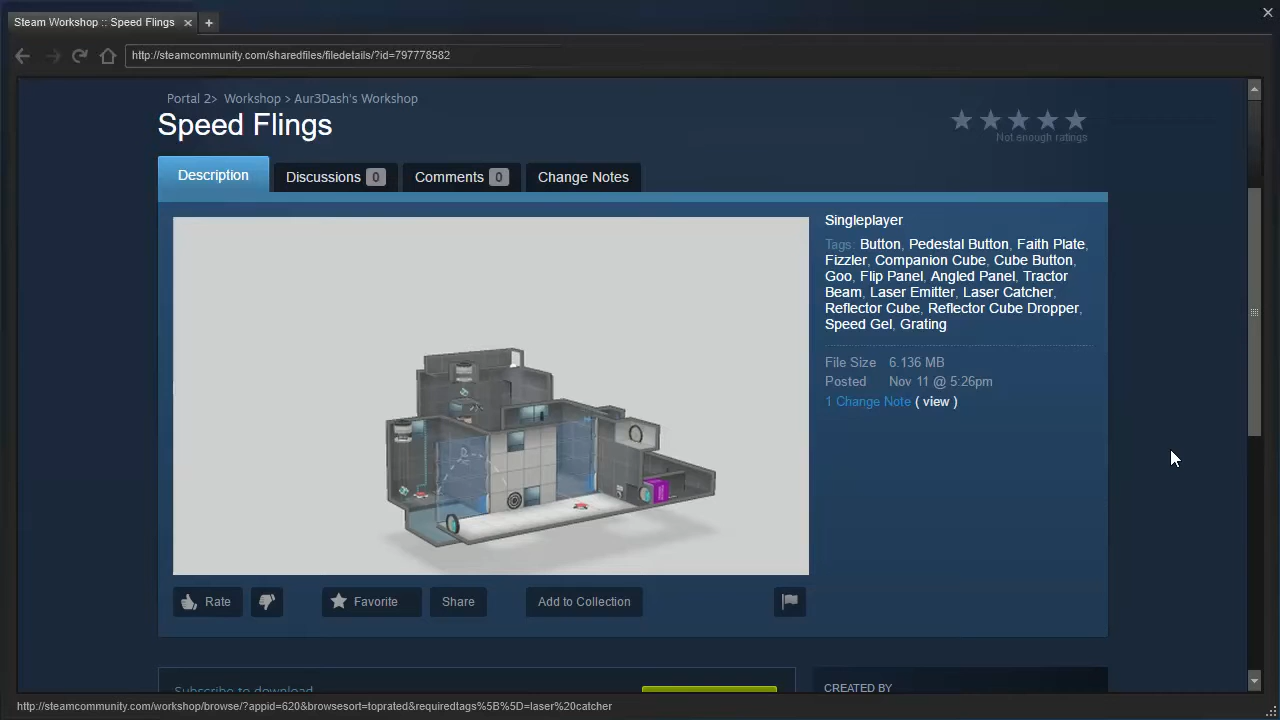 Steam Workshop :: Speed Flings
http://steamcommunity.com/sharedfiles/filedetails/?id=797778582
Portal 2> Workshop > Aur3Dash's Workshop
Speed Flings
Not enough ratings
Description
Discussions 0
Comments 0
Change Notes
Singleplayer
Tags: Button, Pedestal Button, Faith Plate,
Fizzler, Companion Cube, Cube Button,
Goo, Flip Panel, Angled Panel, Tractor
Beam, Laser Emitter, Laser Catcher,
Reflector Cube, Reflector Cube Dropper,
Speed Gel, Grating
File Size 6.136 MB
Posted Nov 11 @ 5:26pm
1 Change Note ( view )
Rate
Favorite
Share
Add to Collection
Subscribe to download
CREATED BY
http://steamcommunity.com/workshop/browse/?appid=620&browsesort=toprated&requiredtags%5B%5D=laser%20catcher